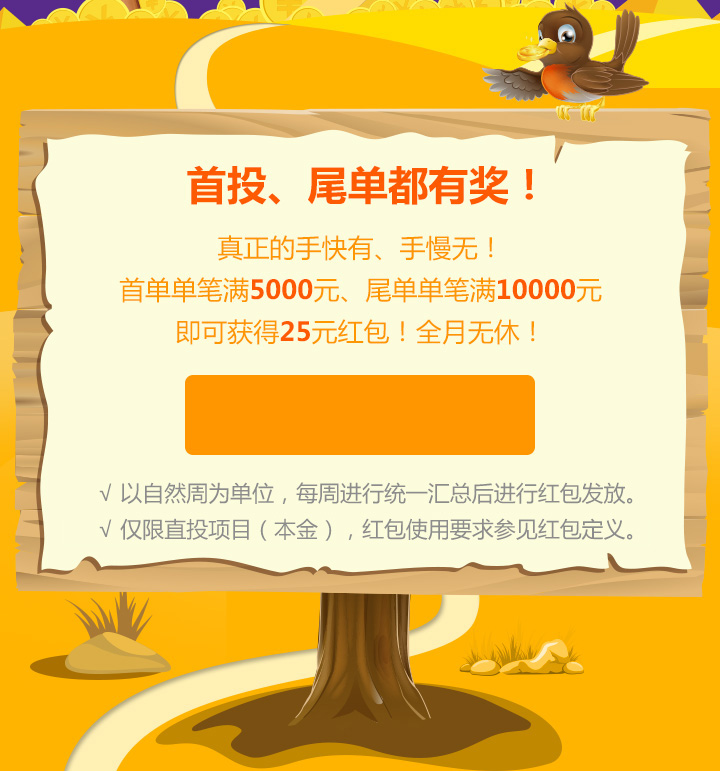 首投、尾单都有奖！
真正的手快有、手慢无！
首单单笔满5000元、尾单单笔满10000元
即可获得25元红包！全月无休！
√ 以自然周为单位，每周进行统一汇总后进行红包发放。
√ 仅限直投项目（本金），红包使用要求参见红包定义。